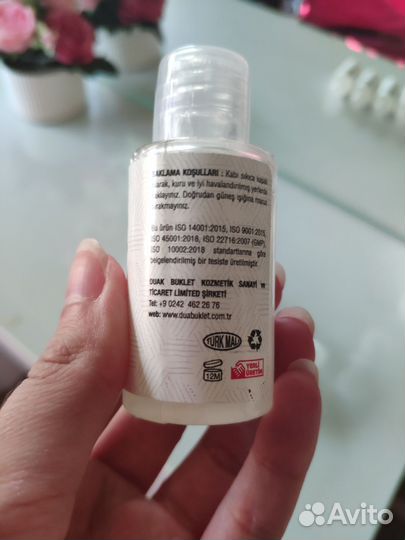 SAKLAMA KOŞULLARI : Kabı sıkıca kapalı
olarak, kuru ve iyi havalandırılmış yerlerde
saklayınız. Doğrudan güneş ışığına maruz
bırakmayınız.
Bu ürün ISO 14001:2015, ISO 9001:2015,
ISO 45001:2018, ISO 22716:2007 (GMP),
ISO 10002:2018 standartlarına göre
belgelendirilmiş bir tesiste üretilmiştir.
DUAK BUKLET KOZMETİK SANAYİ ve
TİCARET LİMİTED ŞİRKETİ
Tel: +9 0242 462 26 76
web: www.duabuklet.com.tr
TÜRK MALI
12M
YERLİ
ÜRETİM
Avito